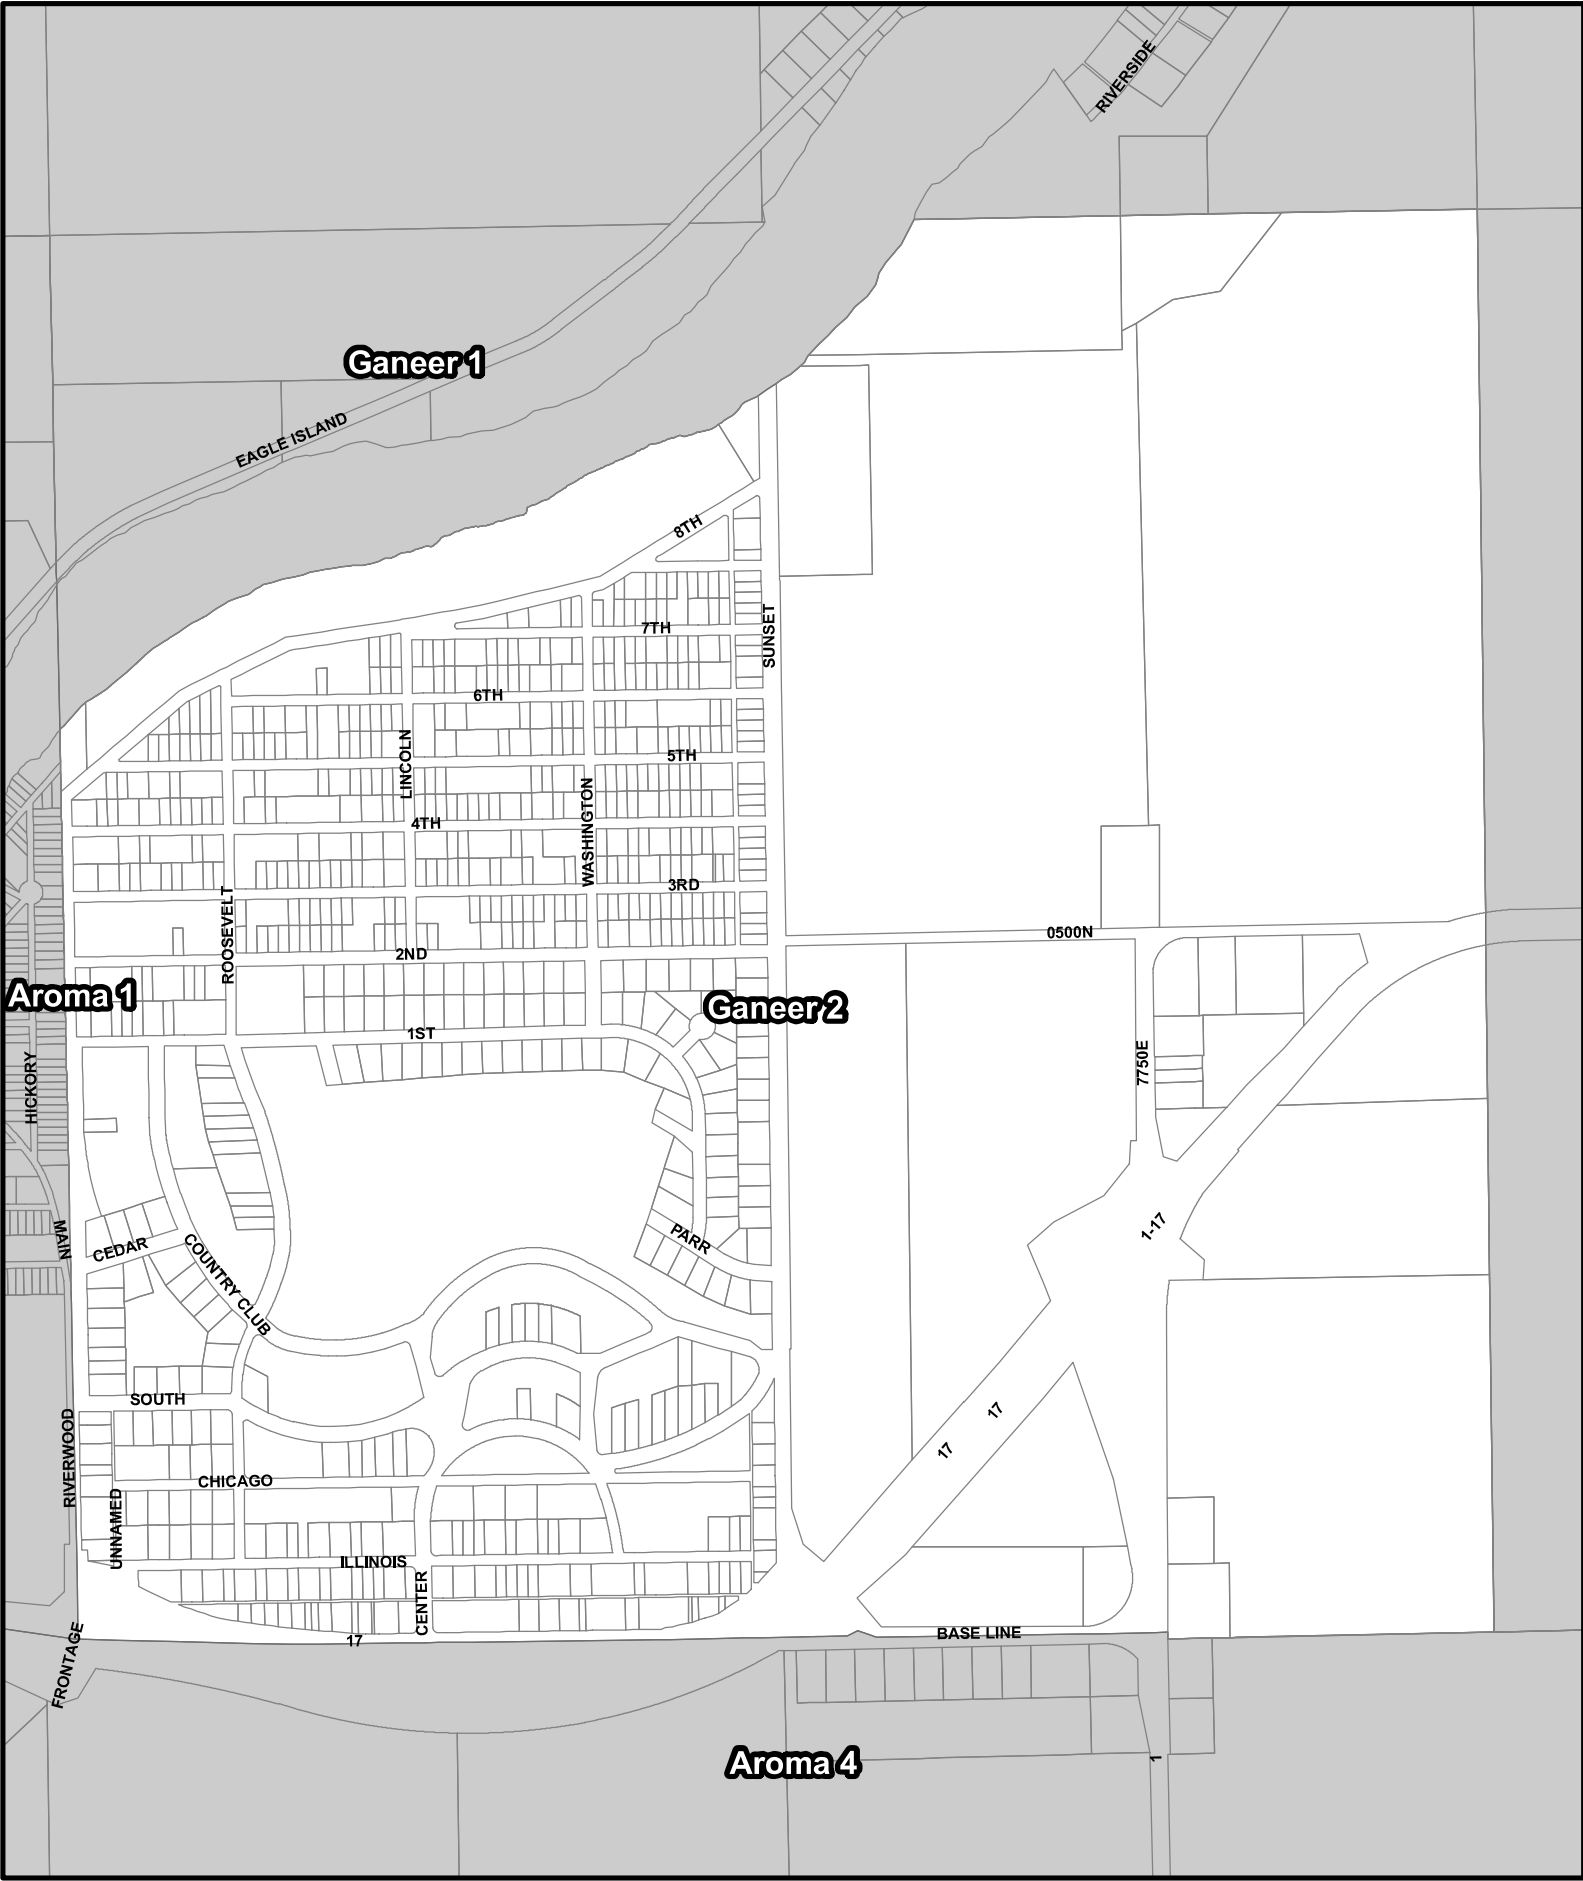 RIVERSIDE
Ganeer 1
EAGLE ISLAND
8TH
7TH
SUNSET
6TH
LINCOLN
5TH
WASHINGTON
4TH
3RD
ROOSEVELT
2ND
0500N
Aroma 1
Ganeer 2
1ST
HICKORY
7750E
MAIN
CEDAR
COUNTRY CLUB
PARR
1-17
SOUTH
17
RIVERWOOD
17
CHICAGO
UNNAMED
ILLINOIS
CENTER
17
BASE LINE
FRONTAGE
Aroma 4
1